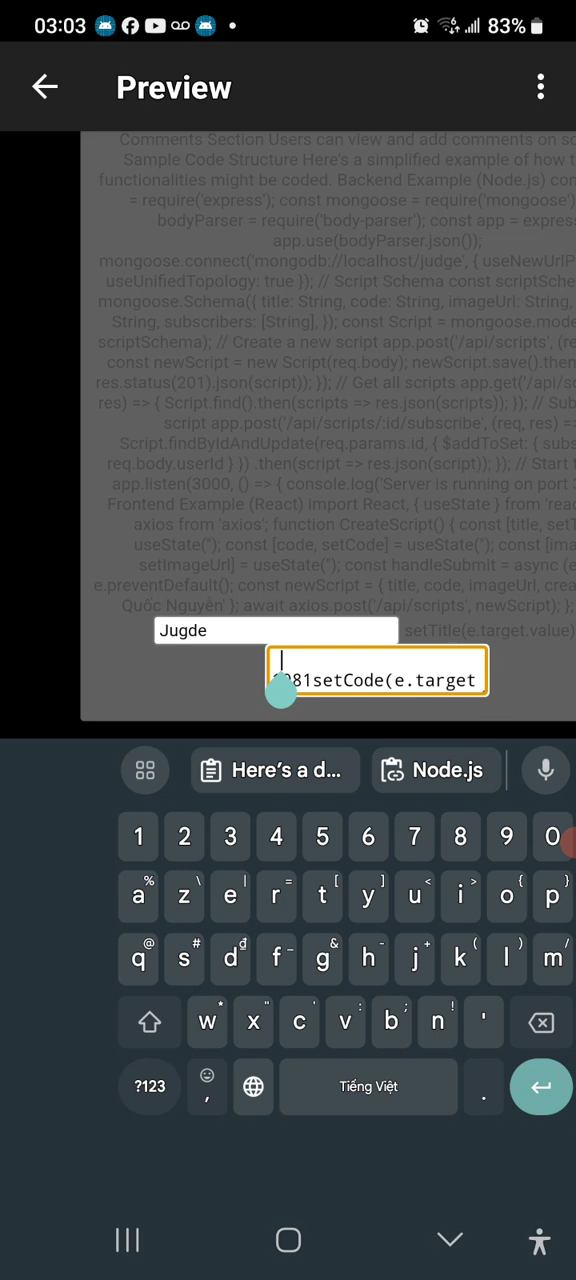 03:03 83%
Preview
Comments Section Users can view and add comments on sc
Sample Code Structure Here's a simplified example of how t
functionalities might be coded. Backend Example (Node.js) con
= require('express'); const mongoose = require('mongoose')
bodyParser = require('body-parser'); const app = expres
app.use(bodyParser.json());
mongoose.connect('mongodb://localhost/judge', { useNewUrlP
useUnifiedTopology: true }); // Script Schema const scriptSche
mongoose.Schema({ title: String, code: String, imageUrl: String,
String, subscribers: [String], }); const Script = mongoose.mode
scriptSchema); // Create a new script app.post('/api/scripts', (re
const newScript = new Script(req.body); newScript.save().then
res.status(201).json(script)); }); // Get all scripts app.get('/api/sc
res) => { Script.find().then(scripts => res.json(scripts)); }); // Sub
script app.post('/api/scripts/:id/subscribe', (req, res) =>
Script.findByIdAndUpdate(req.params.id, { $addToSet: { subs
req.body.userId } }) .then(script => res.json(script)); }); // Start t
app.listen(3000, () => { console.log('Server is running on port 3
Frontend Example (React) import React, { useState } from 'reac
axios from 'axios'; function CreateScript() { const [title, setT
useState(''); const [code, setCode] = useState(''); const [ima
setImageUrl] = useState(''); const handleSubmit = async (e
e.preventDefault(); const newScript = { title, code, imageUrl, crea
Quốc Nguyễn' }; await axios.post('/api/scripts', newScript); };
Jugde setTitle(e.target.value)
81setCode(e.target
Here's a d... Node.js
1 2 3 4 5 6 7 8 9 0
% \ | = [ ] < > { }
a z e r t y u i o p
@ # ₫ _ & - + ( ) /
q s d f g h j k l m
* " ' : ; !
w x c v b n '
?123 , Tiếng Việt .